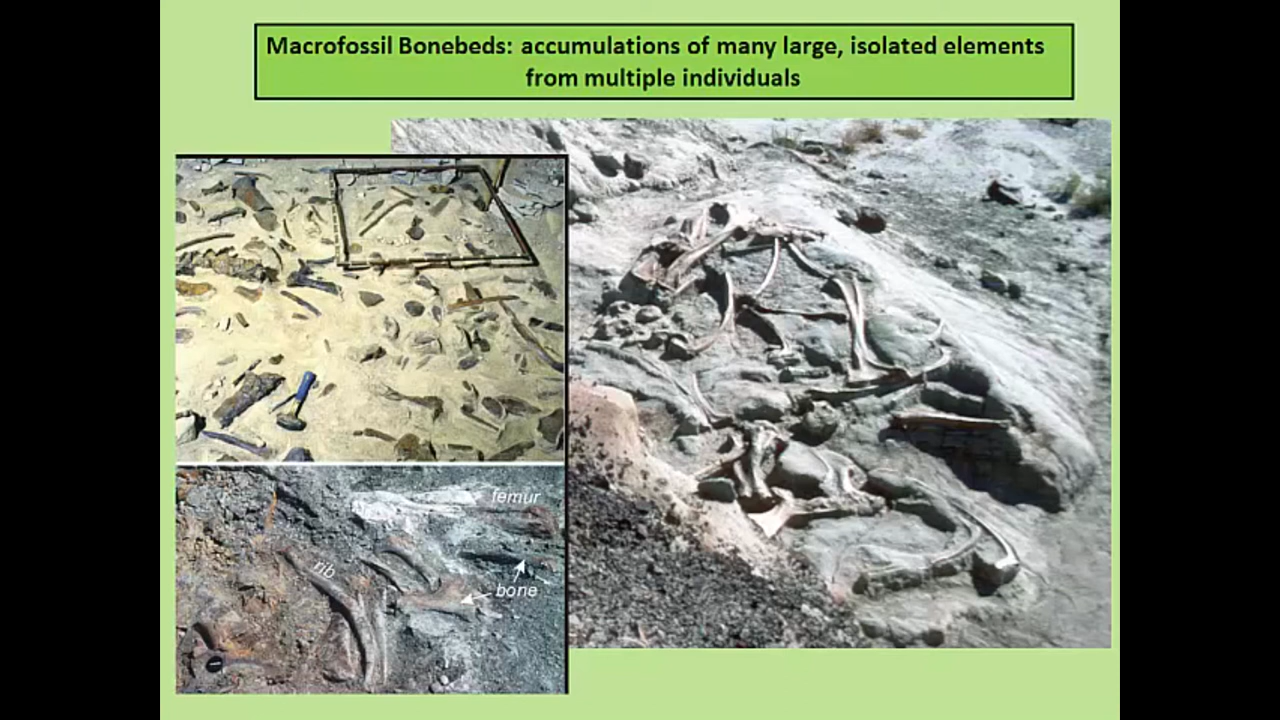 Macrofossil Bonebeds: accumulations of many large, isolated elements
from multiple individuals
femur
rib
bone